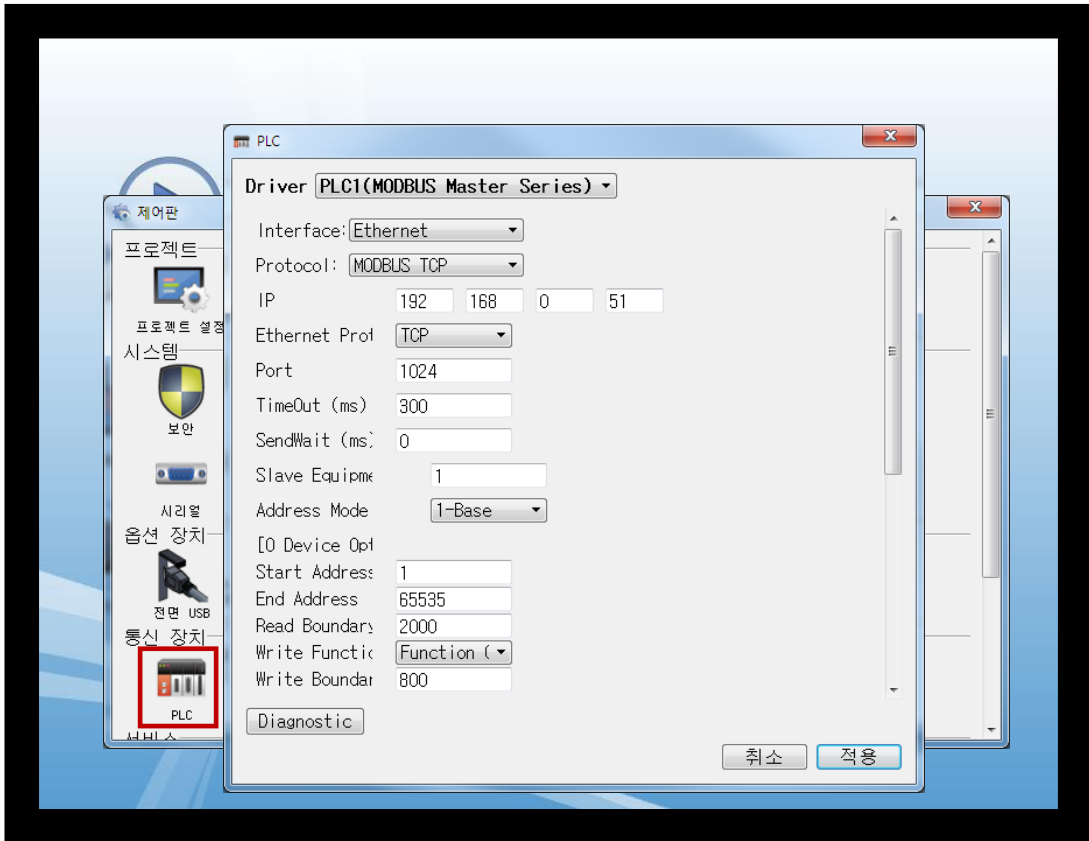 PLC
Driver PLC1(MODBUS Master Series)
Interface: Ethernet
Protocol: MODBUS TCP
IP 192 168 0 51
Ethernet Prot TCP
Port 1024
TimeOut (ms) 300
SendWait (ms) 0
Slave Equipme 1
Address Mode 1-Base
[O Device Opt
Start Address 1
End Address 65535
Read Boundary 2000
Write Functio Function (
Write Boundar 800
Diagnostic
취소 적용
제어판
프로젝트
프로젝트 설정
시스템
보안
시리얼
옵션 장치
전면 USB
통신 장치
PLC
서비스